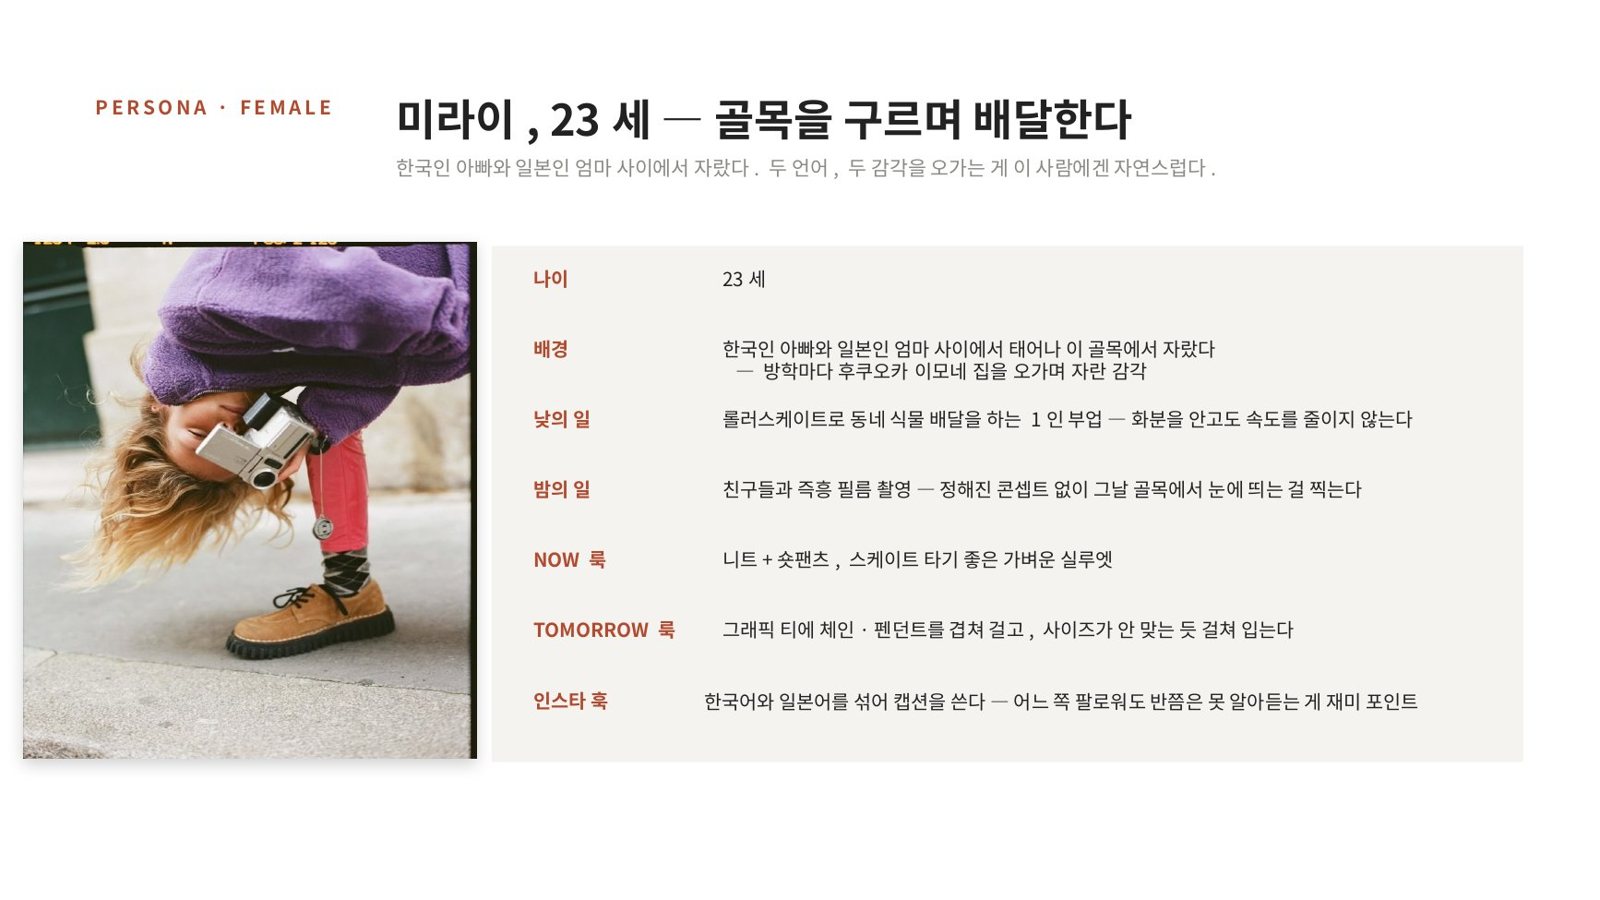 PERSONA · FEMALE
미라이 , 23 세 — 골목을 구르며 배달한다
한국인 아빠와 일본인 엄마 사이에서 자랐다 . 두 언어 , 두 감각을 오가는 게 이 사람에겐 자연스럽다 .
나이
23 세
배경
한국인 아빠와 일본인 엄마 사이에서 태어나 이 골목에서 자랐다
— 방학마다 후쿠오카 이모네 집을 오가며 자란 감각
낮의 일
롤러스케이트로 동네 식물 배달을 하는 1 인 부업 — 화분을 안고도 속도를 줄이지 않는다
밤의 일
친구들과 즉흥 필름 촬영 — 정해진 콘셉트 없이 그날 골목에서 눈에 띄는 걸 찍는다
NOW 룩
니트 + 숏팬츠 , 스케이트 타기 좋은 가벼운 실루엣
TOMORROW 룩
그래픽 티에 체인 · 펜던트를 겹쳐 걸고 , 사이즈가 안 맞는 듯 걸쳐 입는다
인스타 훅
한국어와 일본어를 섞어 캡션을 쓴다 — 어느 쪽 팔로워도 반쯤은 못 알아듣는 게 재미 포인트